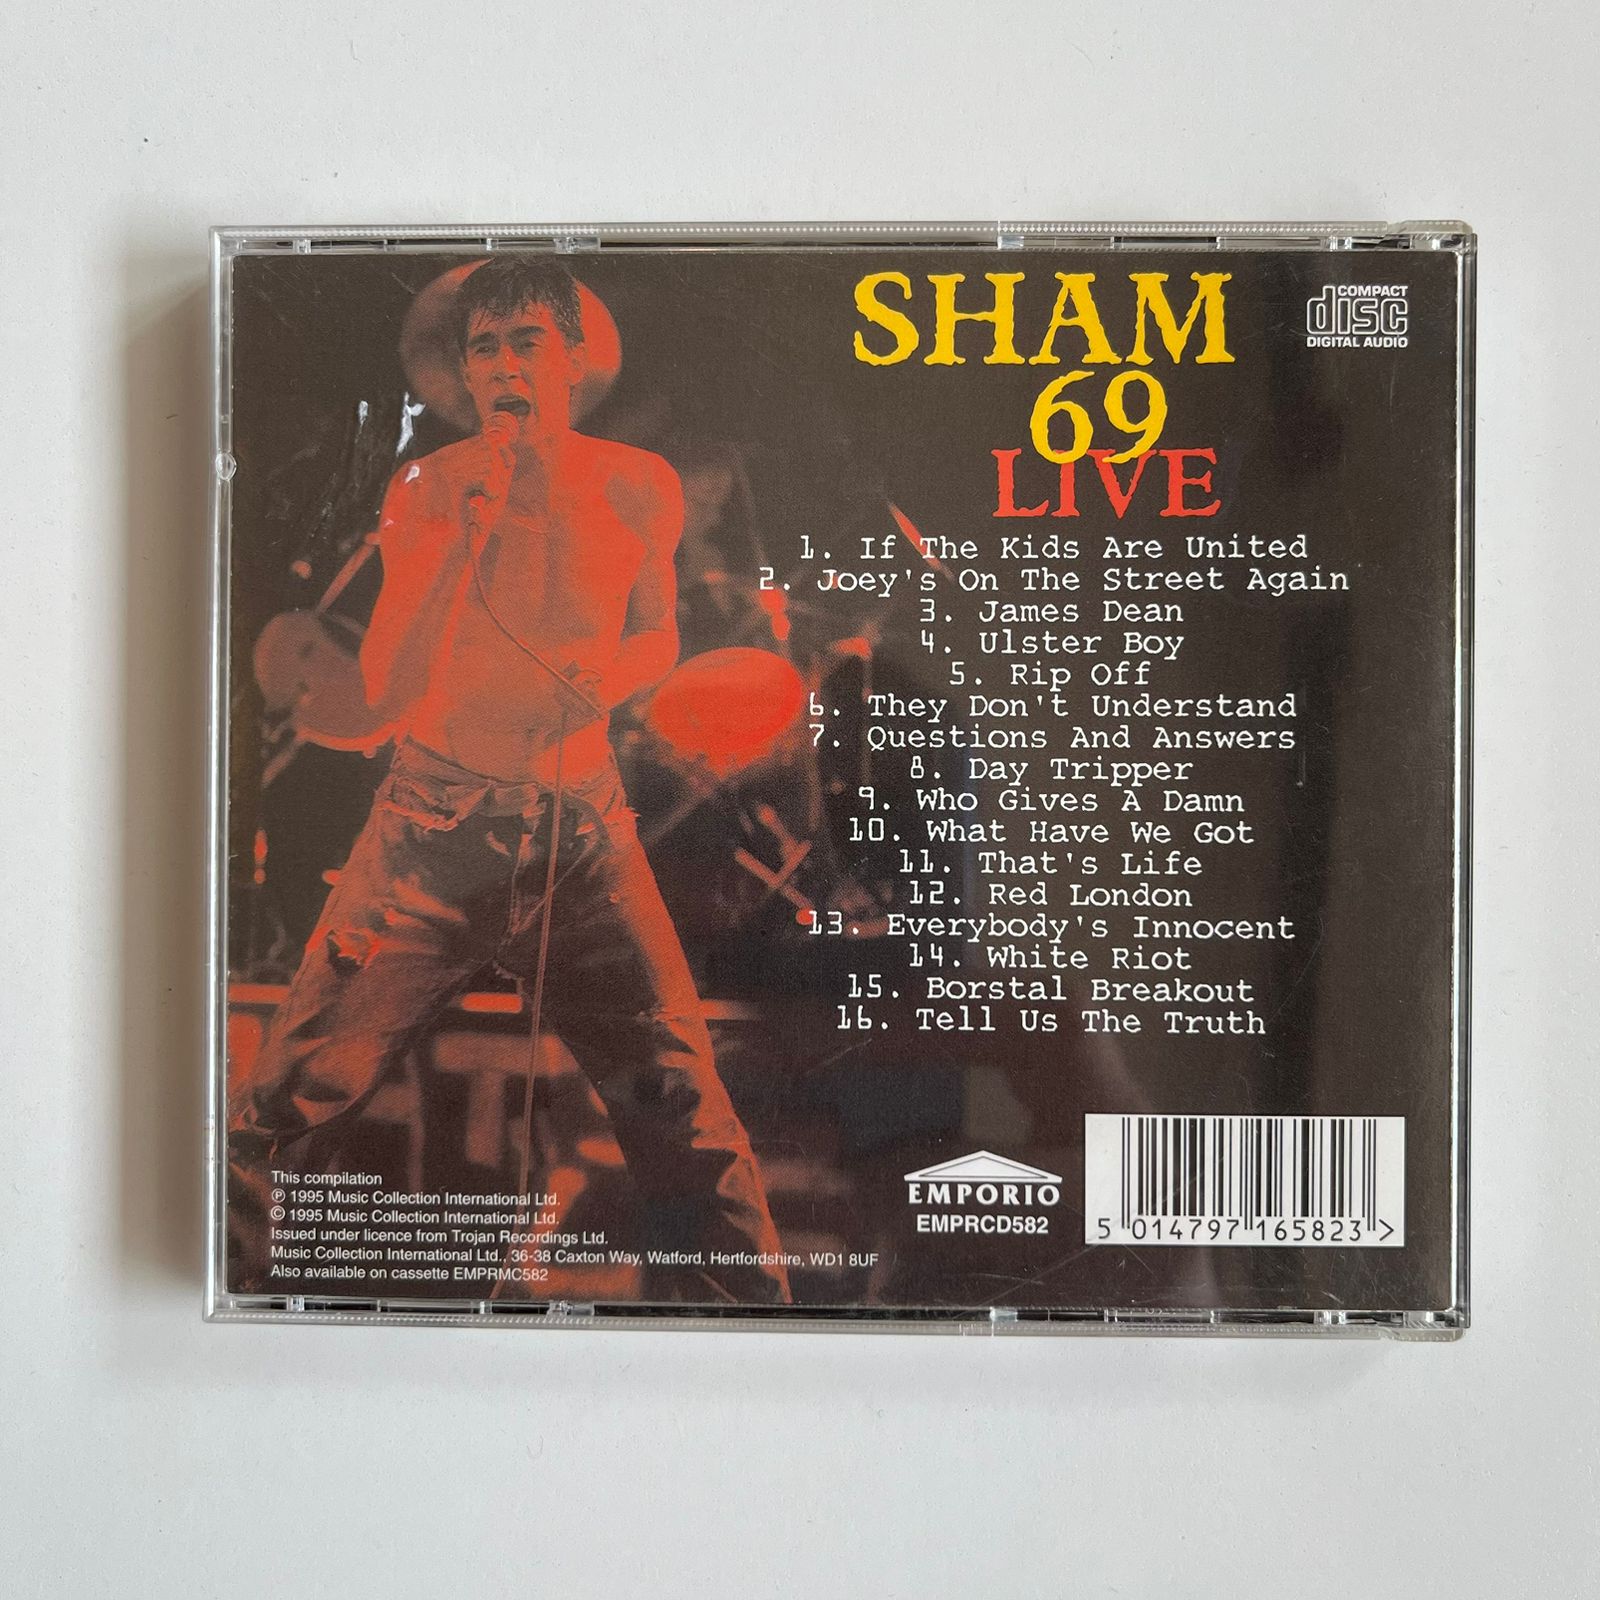 SHAM
69
LIVE
COMPACT
disc
DIGITAL AUDIO
1. If The Kids Are United
2. Joey's On The Street Again
3. James Dean
4. Ulster Boy
5. Rip Off
6. They Don't Understand
7. Questions And Answers
8. Day Tripper
9. Who Gives A Damn
10. What Have We Got
11. That's Life
12. Red London
13. Everybody's Innocent
14. White Riot
15. Borstal Breakout
16. Tell Us The Truth
This compilation
℗ 1995 Music Collection International Ltd.
© 1995 Music Collection International Ltd.
Issued under licence from Trojan Recordings Ltd.
Music Collection International Ltd., 36-38 Caxton Way, Watford, Hertfordshire, WD1 8UF
Also available on cassette EMPRMC582
EMPORIO
EMPRCD582
5 014797 165823 >